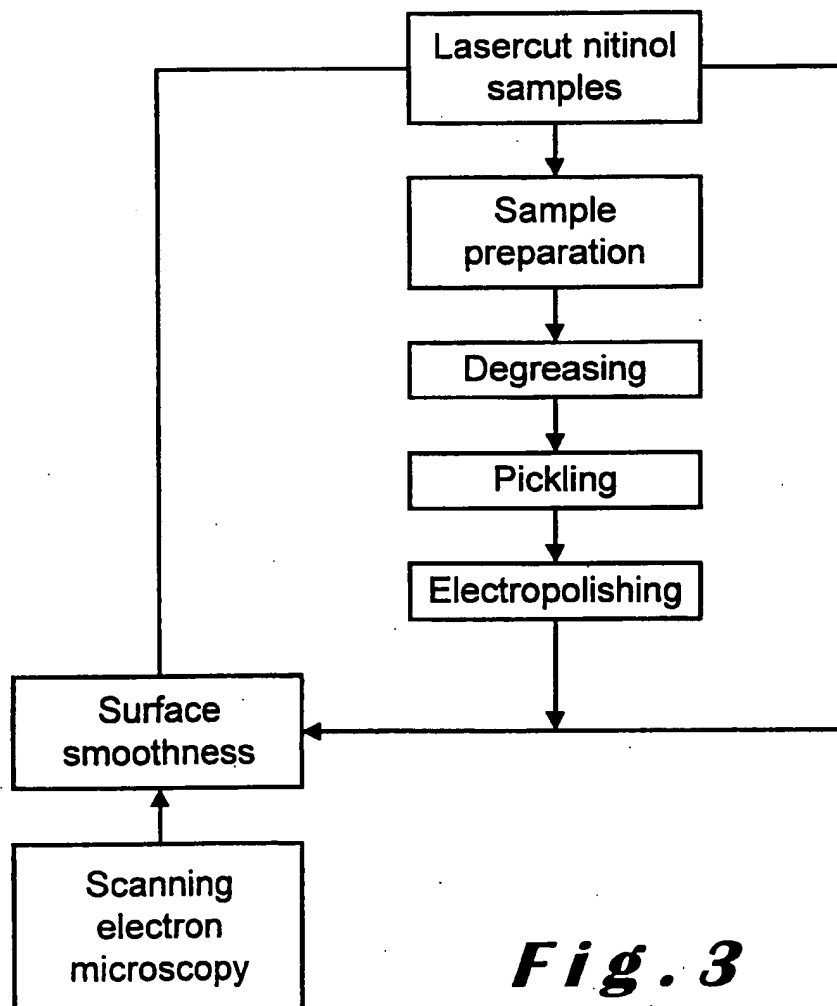 Lasercut nitinol
samples
Sample
preparation
Degreasing
Pickling
Electropolishing
Surface
smoothness
Scanning
electron
microscopy
Fig. 3